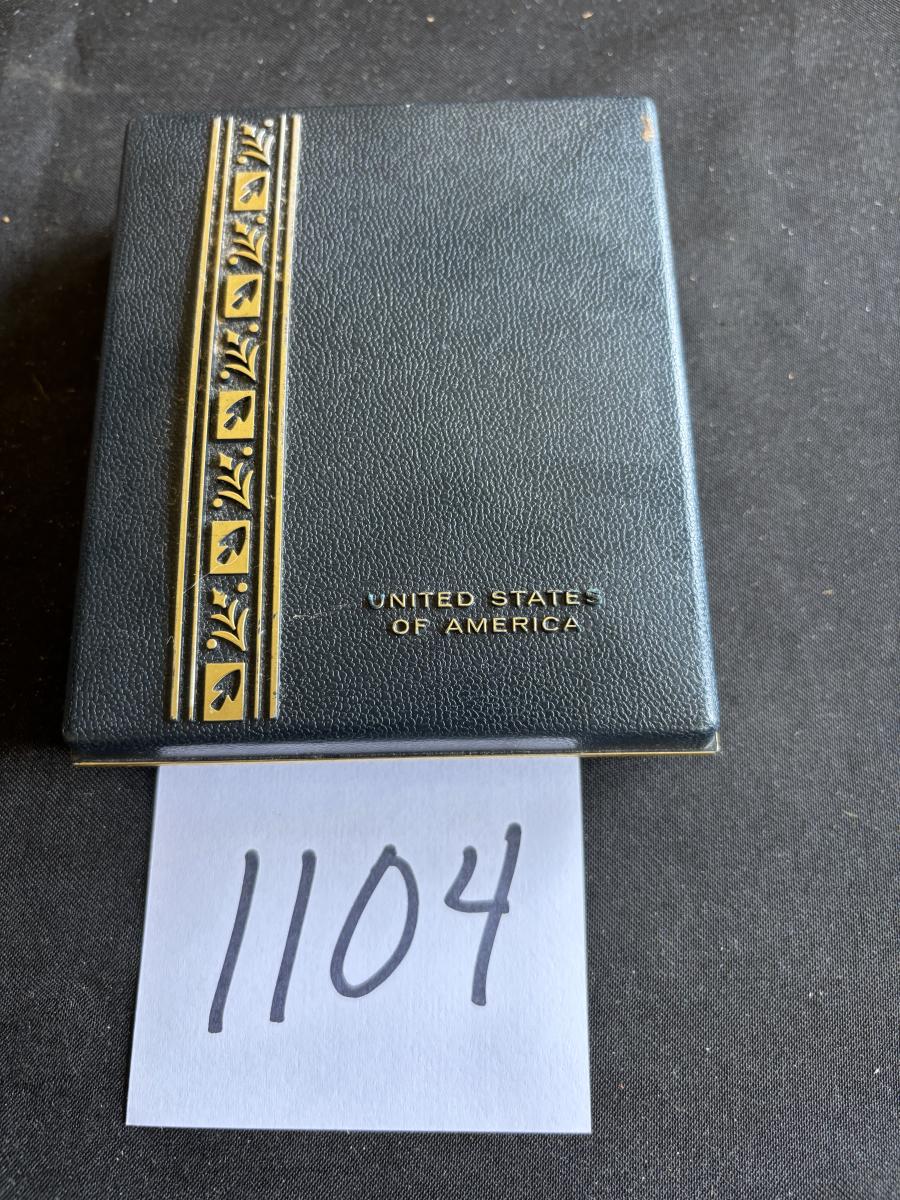 UNITED STATES
OF AMERICA
1104